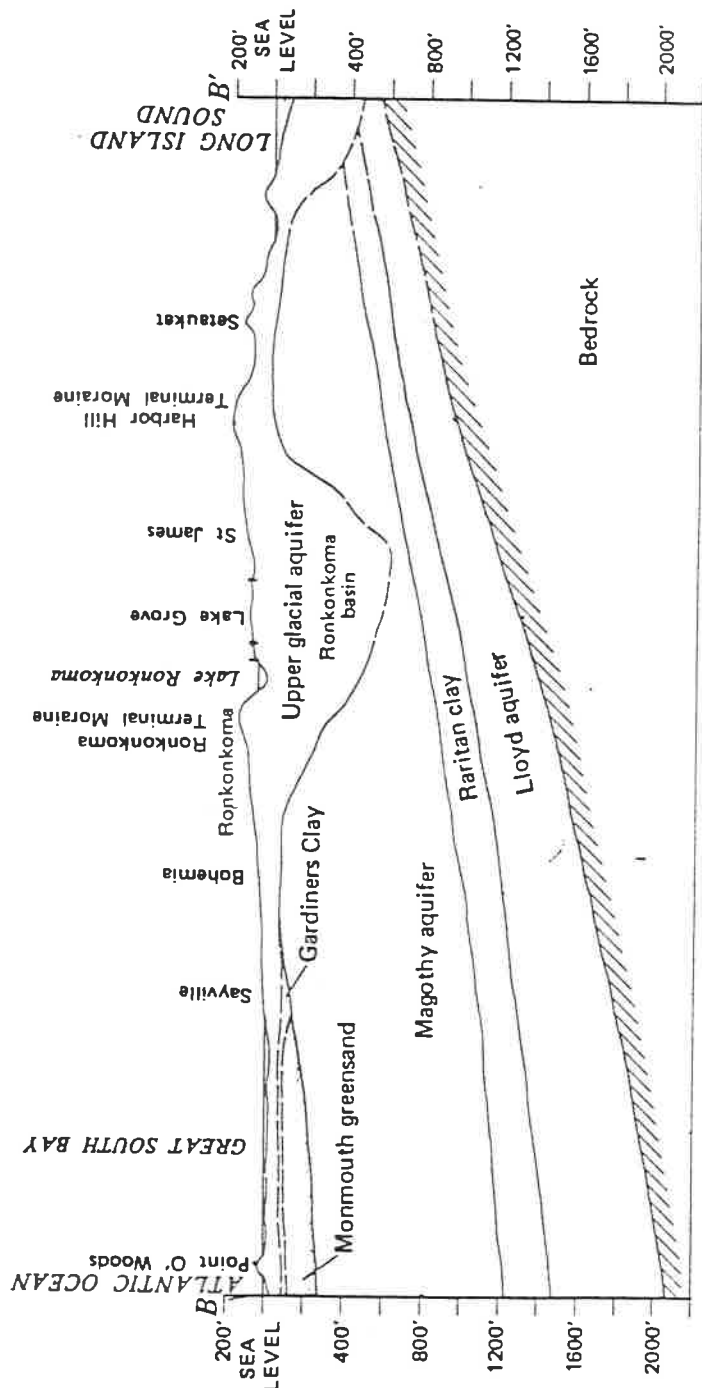 B
B'
200'
SEA
LEVEL
400'
800'
1200'
1600'
2000'
ATLANTIC OCEAN
Point O' Woods
GREAT SOUTH BAY
Sayville
Bohemia
Ronkonkoma
Ronkonkoma
Terminal Moraine
Lake Ronkonkoma
Lake Grove
St James
Harbor Hill
Terminal Moraine
Setauket
LONG ISLAND
SOUND
Upper glacial aquifer
Ronkonkoma
basin
Gardiners Clay
Monmouth greensand
Magothy aquifer
Raritan clay
Lloyd aquifer
Bedrock
200'
SEA
LEVEL
400'
800'
1200'
1600'
2000'